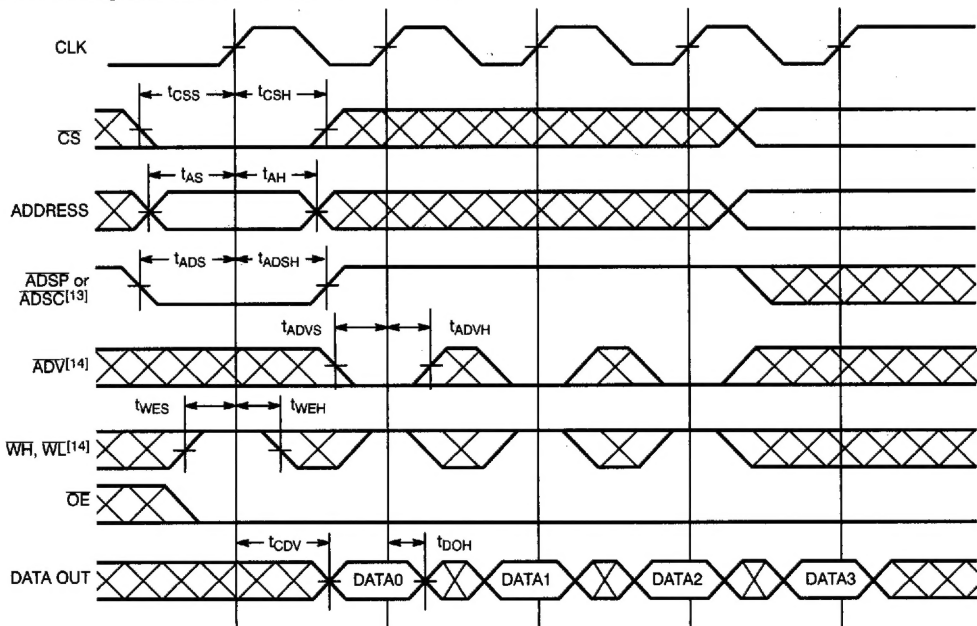 CLK
tCSS tCSH
CS
tAS tAH
ADDRESS
tADS tADSH
ADSP or
ADSC[13]
tADVS tADVH
ADV[14]
tWES tWEH
WH, WL[14]
OE
tCDV tDOH
DATA OUT DATA0 DATA1 DATA2 DATA3